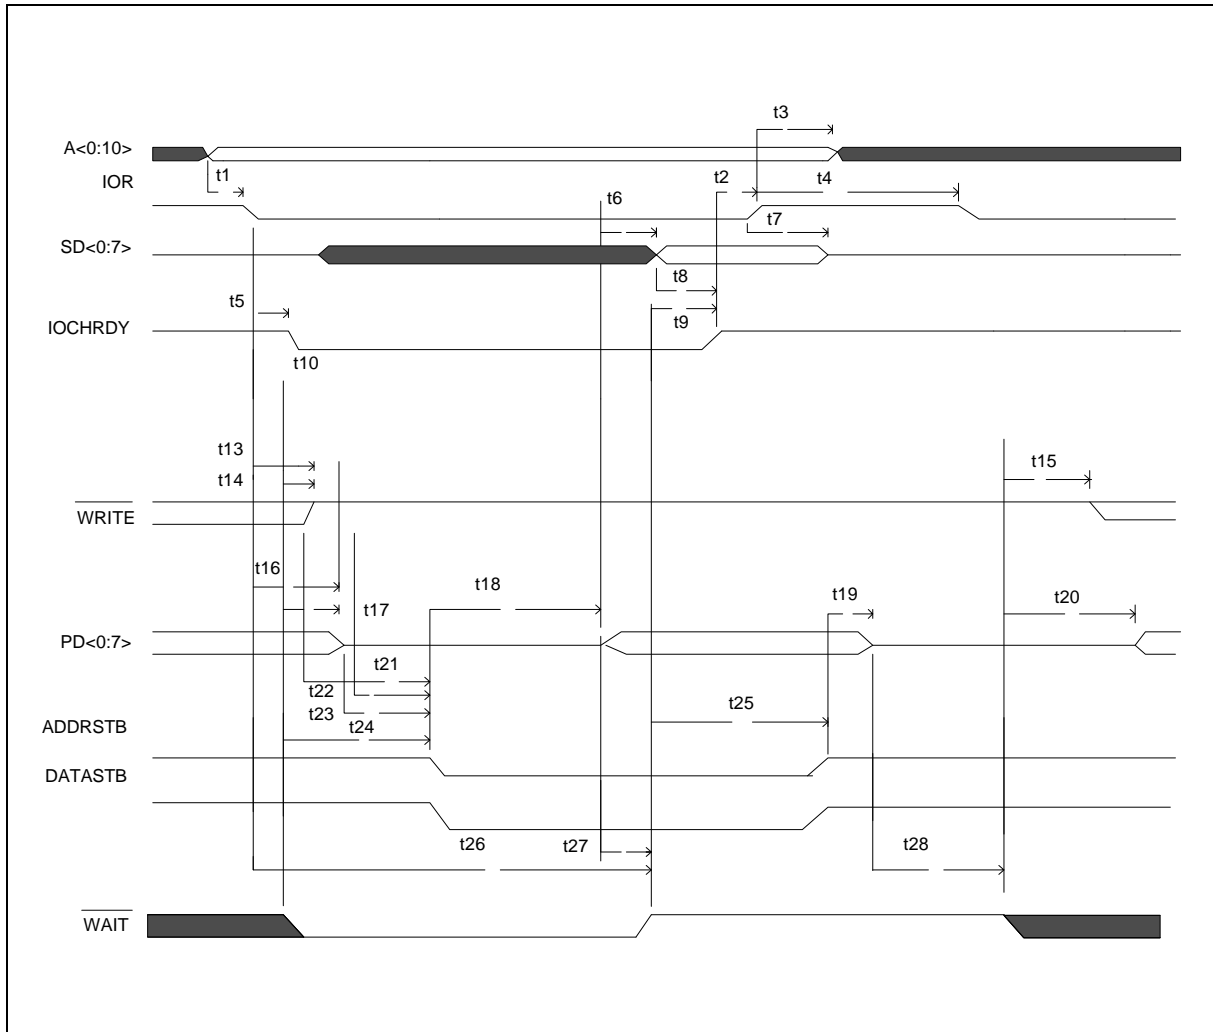 t3
A<0:10>
IOR
t1
t2
t4
t6
t7
SD<0:7>
t8
t5
t9
IOCHRDY
t10
t13
t14
t15
WRITE
t16
t17
t18
t19
t20
PD<0:7>
t21
t22
t23
t24
t25
ADDRSTB
DATASTB
t26
t27
t28
WAIT